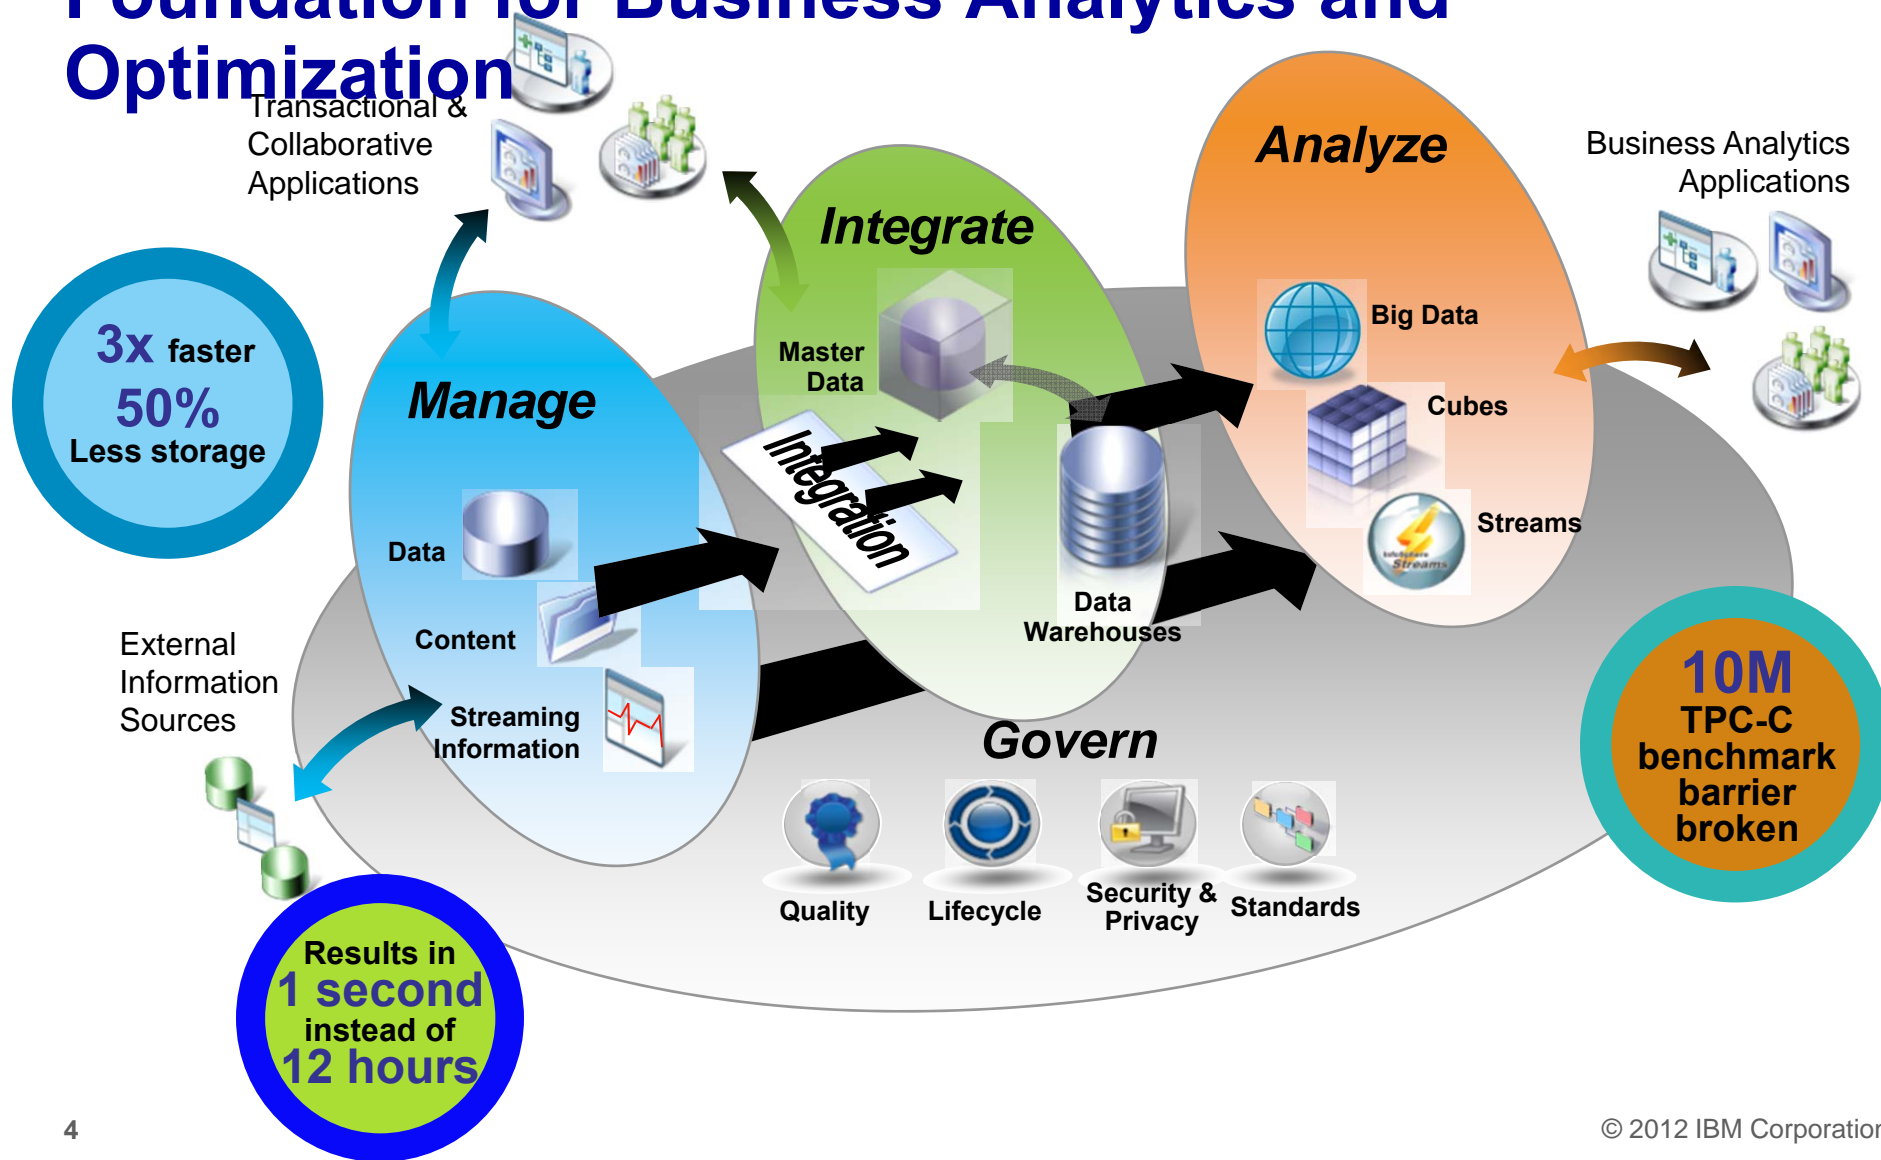 Foundation for Business Analytics and
Optimization
Transactional &
Collaborative
Applications
Analyze
Business Analytics
Applications
Integrate
3x faster
50%
Less storage
Manage
Master
Data
Big Data
Cubes
Integration
Streams
InfoSphere
Streams
Data
Content
Streaming
Information
Data
Warehouses
External
Information
Sources
Govern
Quality
Lifecycle
Security &
Privacy
Standards
10M
TPC-C
benchmark
barrier
broken
Results in
1 second
instead of
12 hours
4
© 2012 IBM Corporation